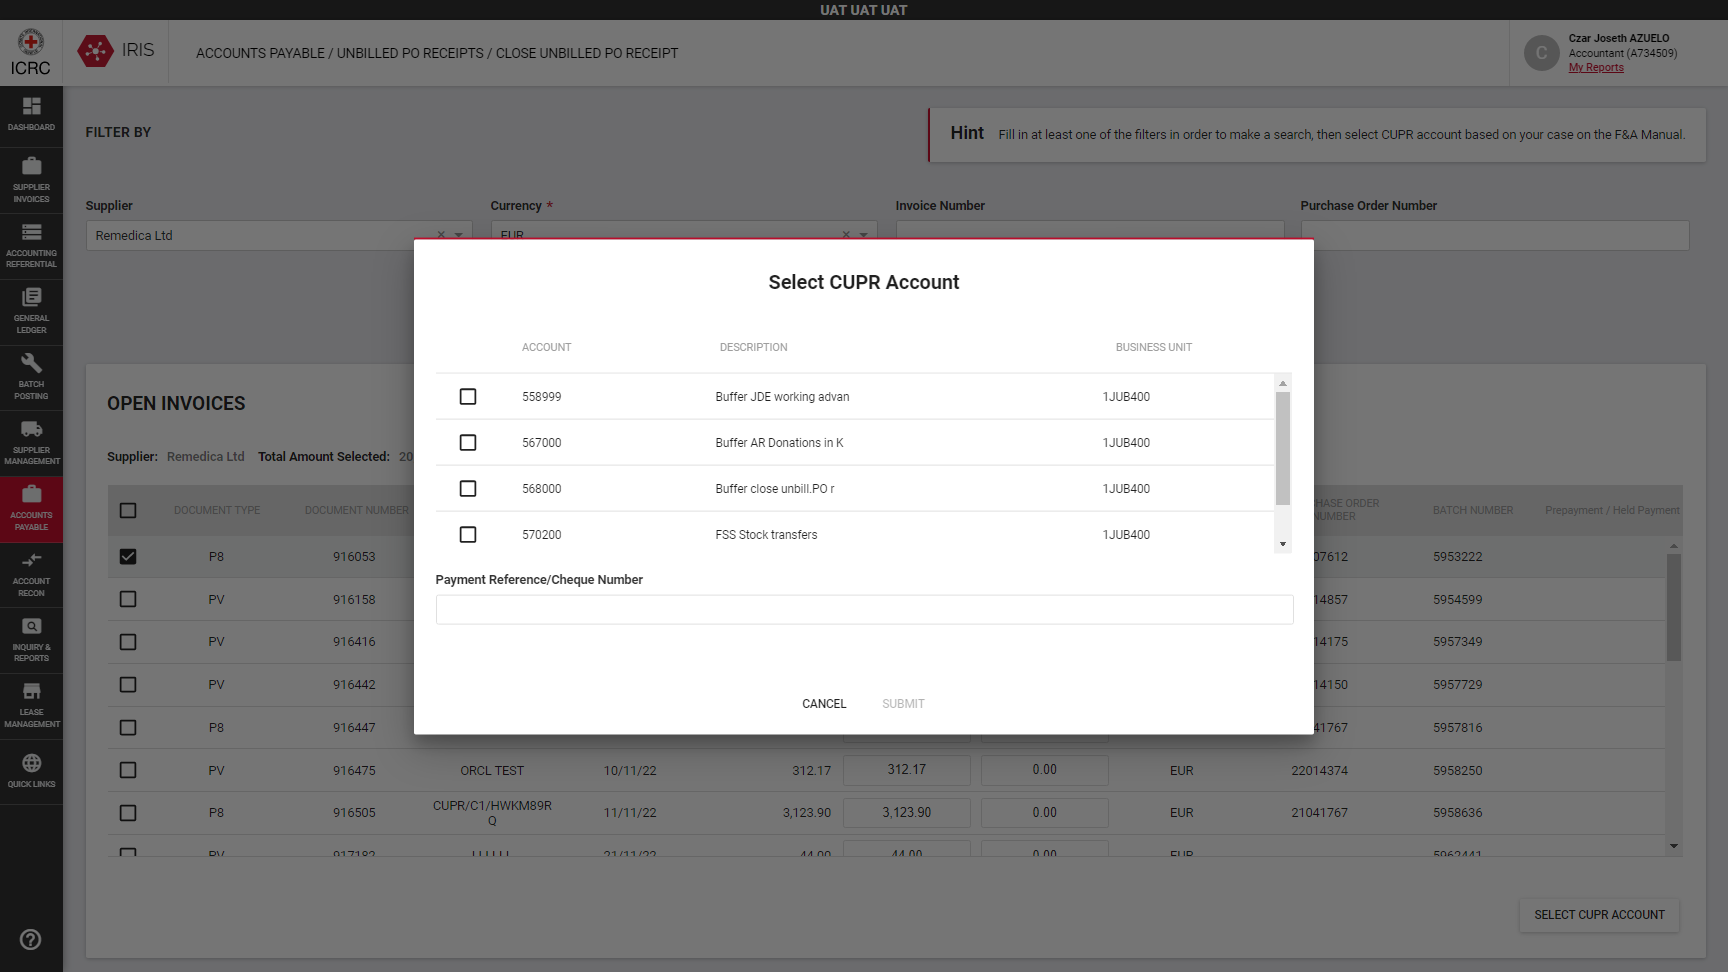 UAT UAT UAT
ICRC
IRIS
ACCOUNTS PAYABLE / UNBILLED PO RECEIPTS / CLOSE UNBILLED PO RECEIPT
C
Czar Joseth AZUELO
Accountant (A734509)
My Reports
DASHBOARD
SUPPLIER
INVOICES
ACCOUNTING
REFERENTIAL
GENERAL
LEDGER
BATCH
POSTING
SUPPLIER
MANAGEMENT
ACCOUNTS
PAYABLE
ACCOUNT
RECON
INQUIRY &
REPORTS
LEASE
MANAGEMENT
QUICK LINKS
FILTER BY
Hint Fill in at least one of the filters in order to make a search, then select CUPR account based on your case on the F&A Manual.
Supplier Currency * Invoice Number Purchase Order Number
Remedica Ltd EUR
Select CUPR Account
ACCOUNT DESCRIPTION BUSINESS UNIT
558999 Buffer JDE working advan 1JUB400
567000 Buffer AR Donations in K 1JUB400
568000 Buffer close unbill.PO r 1JUB400
570200 FSS Stock transfers 1JUB400
Payment Reference/Cheque Number
CANCEL SUBMIT
OPEN INVOICES
Supplier: Remedica Ltd Total Amount Selected: 20
DOCUMENT TYPE DOCUMENT NUMBER HASE ORDER BATCH NUMBER Prepayment / Held Payment
NUMBER
P8 916053 07612 5953222
PV 916158 14857 5954599
PV 916416 14175 5957349
PV 916442 14150 5957729
P8 916447 41767 5957816
PV 916475 ORCL TEST 10/11/22 312.17 312.17 0.00 EUR 22014374 5958250
P8 916505 CUPR/C1/HWKM89R 11/11/22 3,123.90 3,123.90 0.00 EUR 21041767 5958636
Q
PV 917182 21/11/22 44.00 44.00 0.00 EUR 5962441
SELECT CUPR ACCOUNT